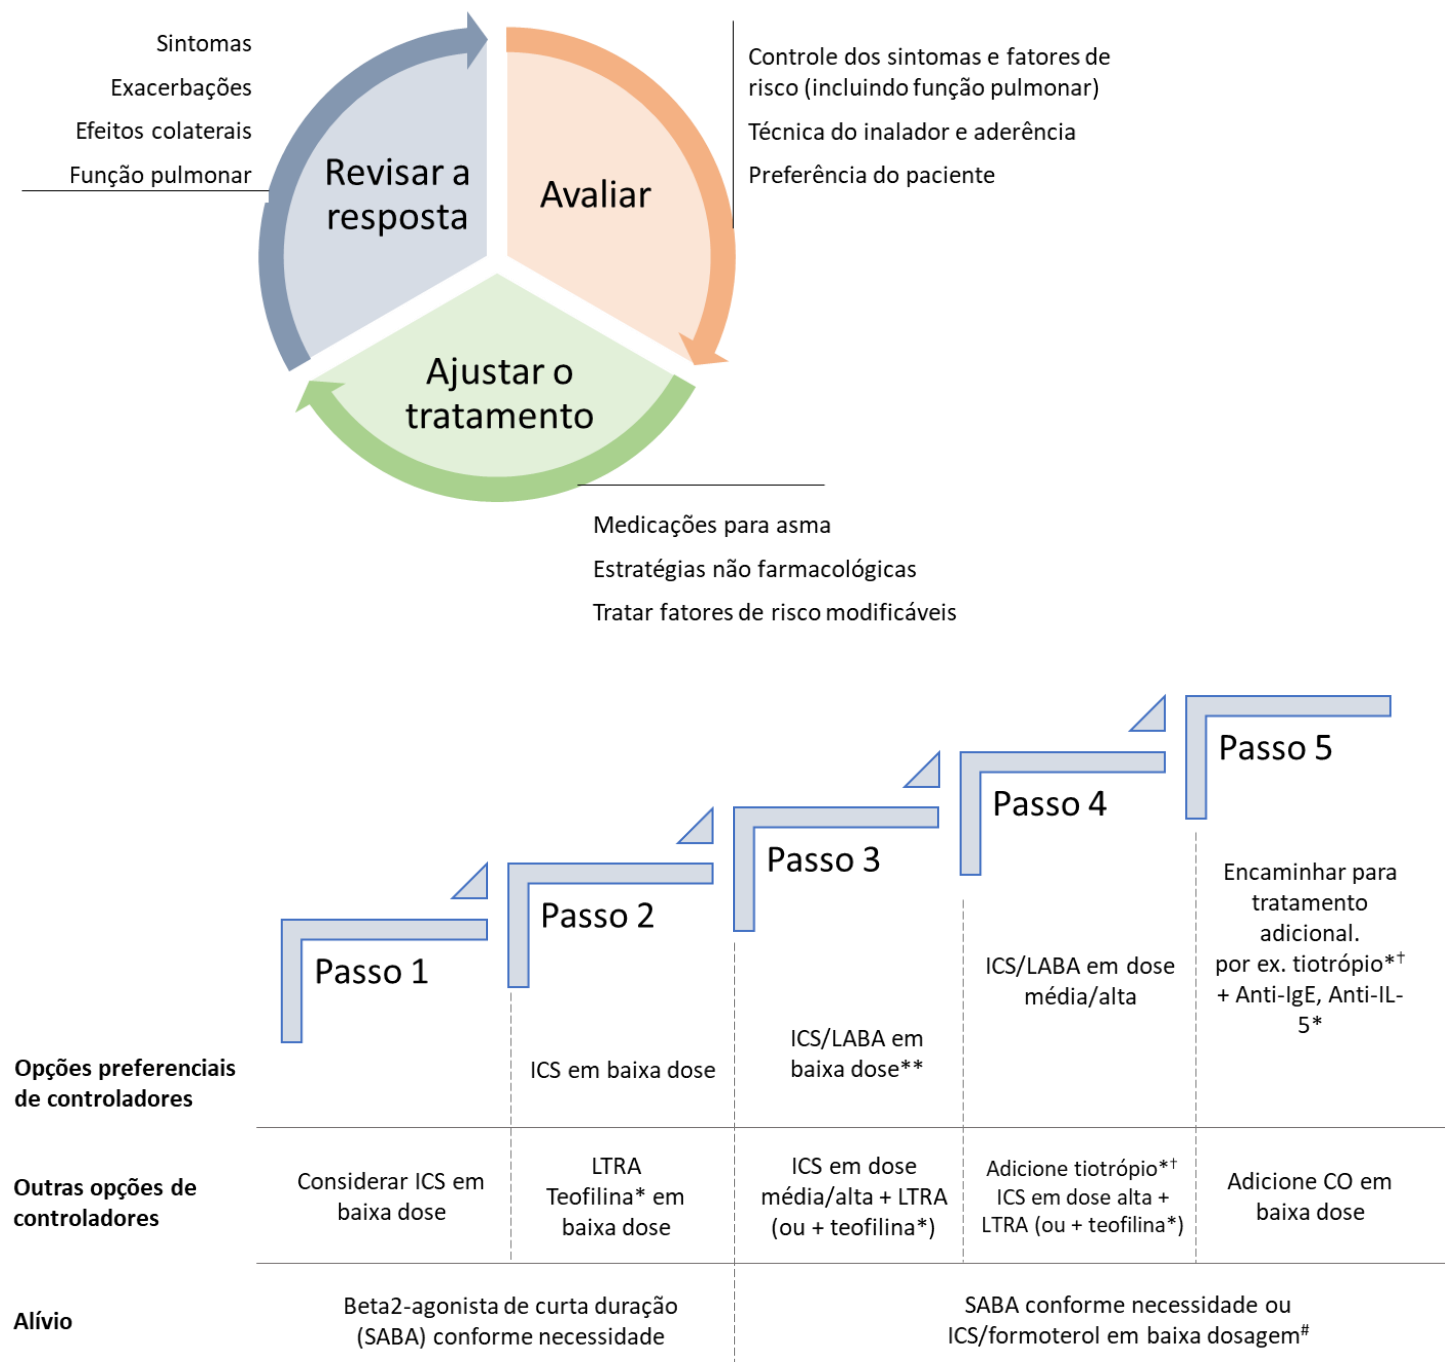 Sintomas
Exacerbações
Efeitos colaterais
Função pulmonar
Revisar a
resposta
Avaliar
Controle dos sintomas e fatores de
risco (incluindo função pulmonar)
Técnica do inalador e aderência
Preferência do paciente
Ajustar o
tratamento
Medicações para asma
Estratégias não farmacológicas
Tratar fatores de risco modificáveis
Passo 1
Passo 2
Passo 3
Passo 4
Passo 5
Opções preferenciais
de controladores
ICS em baixa dose
ICS/LABA em
baixa dose**
ICS/LABA em dose
média/alta
Encaminhar para
tratamento
adicional.
por ex. tiotrópio*†
+ Anti-IgE, Anti-IL-
5*
Outras opções de
controladores
Considerar ICS em
baixa dose
LTRA
Teofilina* em
baixa dose
ICS em dose
média/alta + LTRA
(ou + teofilina*)
Adicione tiotrópio*†
ICS em dose alta +
LTRA (ou + teofilina*)
Adicione CO em
baixa dose
Alívio
Beta2-agonista de curta duração
(SABA) conforme necessidade
SABA conforme necessidade ou
ICS/formoterol em baixa dosagem#